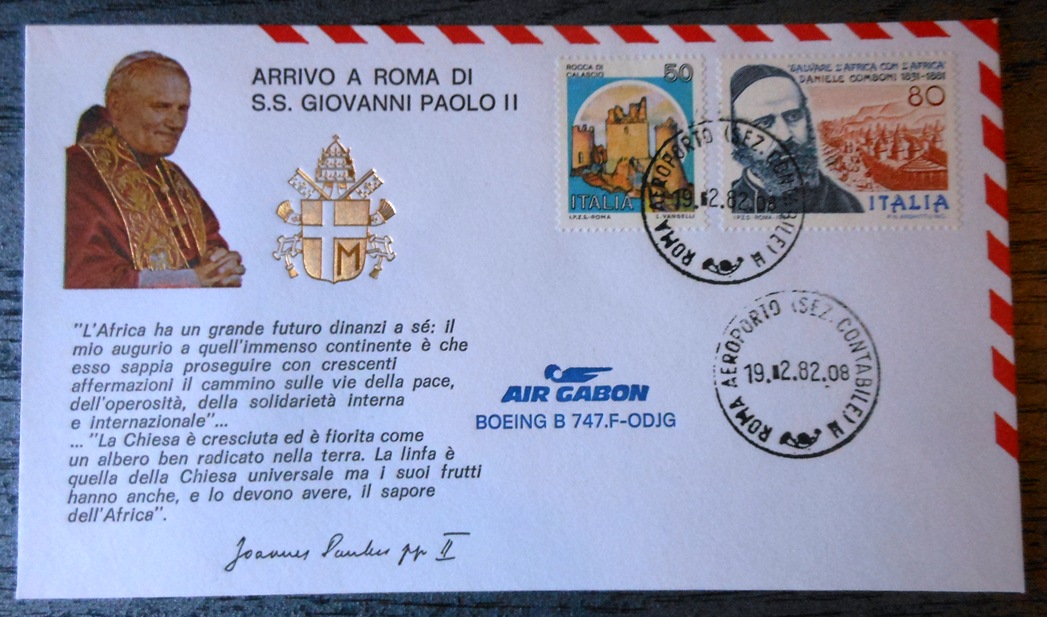 ARRIVO A ROMA DI
S.S. GIOVANNI PAOLO II
M
ROCCA DI
CALASCIO
50
ITALIA
I.P.Z.S.-ROMA E. VANGELLI
"SALVARE L'AFRICA CON L'AFRICA"
DANIELE COMBONI 1831-1881
80
ITALIA
I.P.Z.S.-ROMA
ROMA AEROPORTO (SEZ. CONTABILE)
19. 2.82.08
"L'Africa ha un grande futuro dinanzi a sé: il
mio augurio a quell'immenso continente è che
esso sappia proseguire con crescenti
affermazioni il cammino sulle vie della pace,
dell'operosità, della solidarietà interna
e internazionale"...
... "La Chiesa è cresciuta ed è fiorita come
un albero ben radicato nella terra. La linfa è
quella della Chiesa universale ma i suoi frutti
hanno anche, e lo devono avere, il sapore
dell'Africa".
Joannes Paulus pp II
AIR GABON
BOEING B 747.F-ODJG
ROMA AEROPORTO (SEZ. CONTABILE)
19. 2.82.08